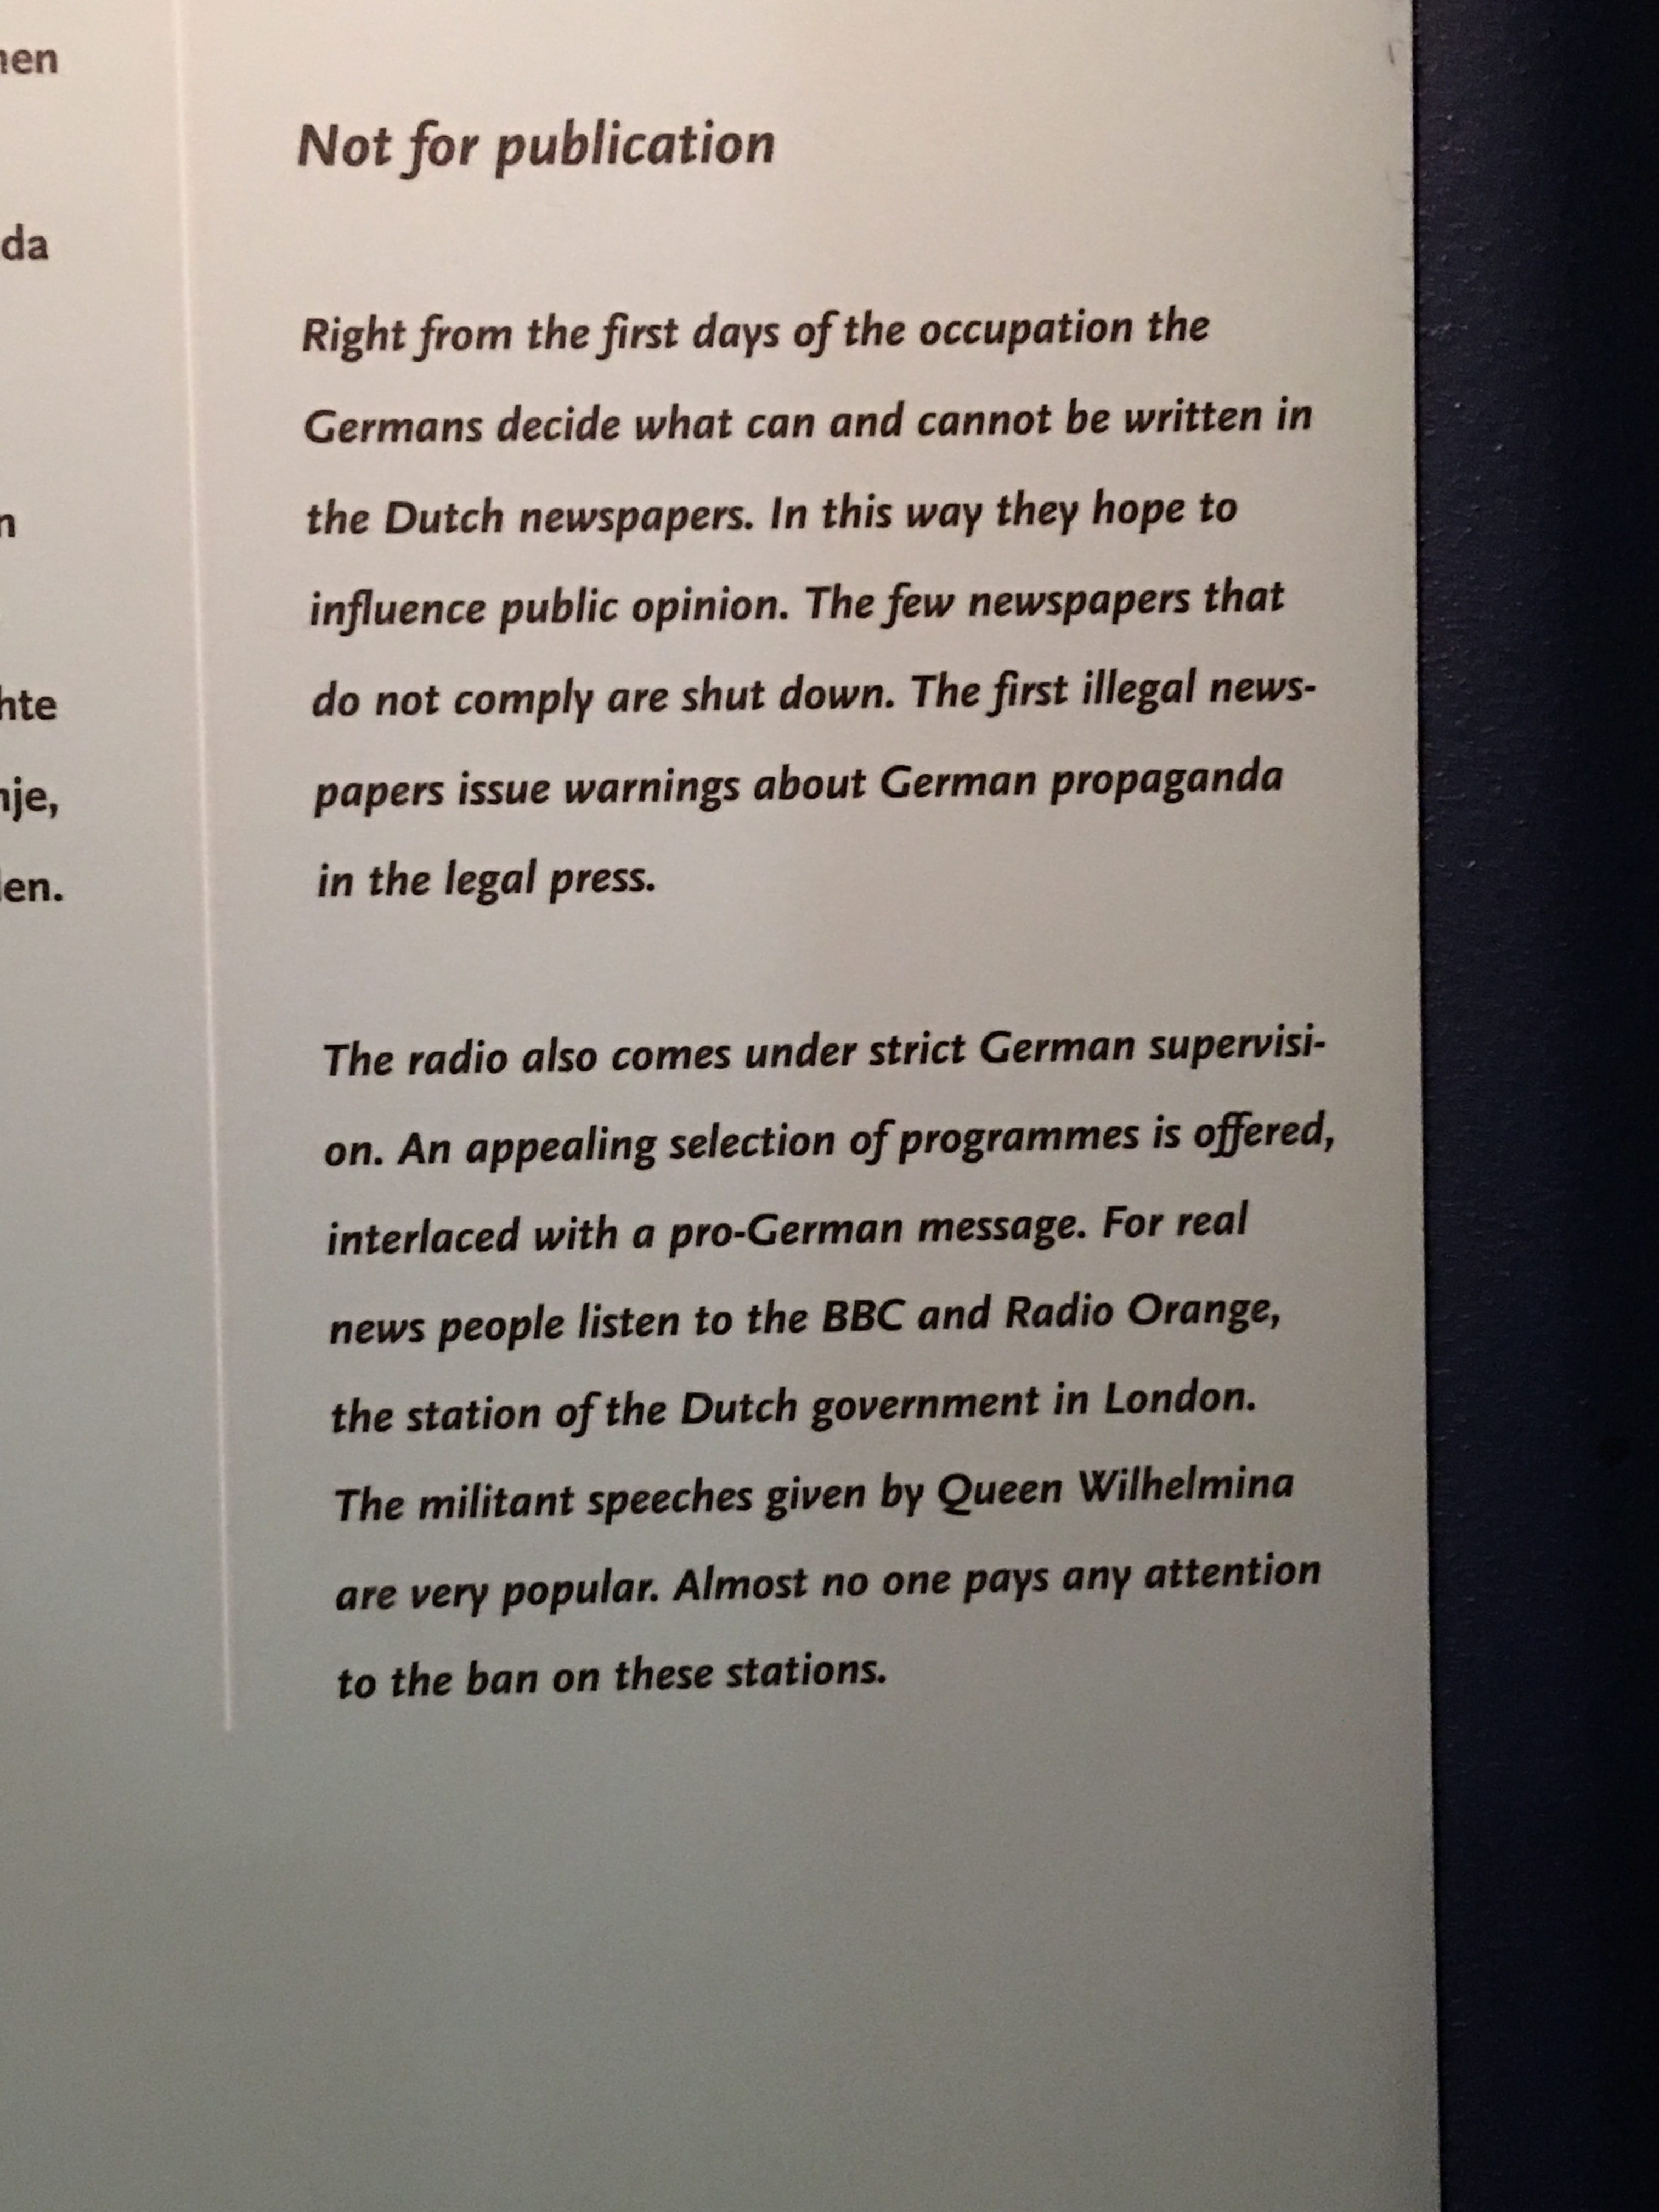 Not for publication
Right from the first days of the occupation the
Germans decide what can and cannot be written in
the Dutch newspapers. In this way they hope to
influence public opinion. The few newspapers that
do not comply are shut down. The first illegal news-
papers issue warnings about German propaganda
in the legal press.
The radio also comes under strict German supervisi-
on. An appealing selection of programmes is offered,
interlaced with a pro-German message. For real
news people listen to the BBC and Radio Orange,
the station of the Dutch government in London.
The militant speeches given by Queen Wilhelmina
are very popular. Almost no one pays any attention
to the ban on these stations.